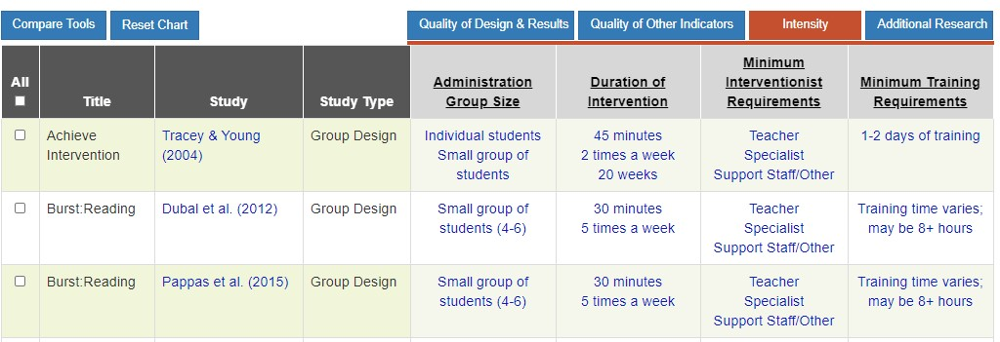 Compare Tools
Reset Chart
Quality of Design & Results
Quality of Other Indicators
Intensity
Additional Research
All
Title
Study
Study Type
Administration
Group Size
Duration of
Intervention
Minimum
Interventionist
Requirements
Minimum Training
Requirements
Achieve
Intervention
Tracey & Young
(2004)
Group Design
Individual students
Small group of
students
45 minutes
2 times a week
20 weeks
Teacher
Specialist
Support Staff/Other
1-2 days of training
Burst:Reading
Dubal et al. (2012)
Group Design
Small group of
students (4-6)
30 minutes
5 times a week
Teacher
Specialist
Support Staff/Other
Training time varies;
may be 8+ hours
Burst:Reading
Pappas et al. (2015)
Group Design
Small group of
students (4-6)
30 minutes
5 times a week
Teacher
Specialist
Support Staff/Other
Training time varies;
may be 8+ hours